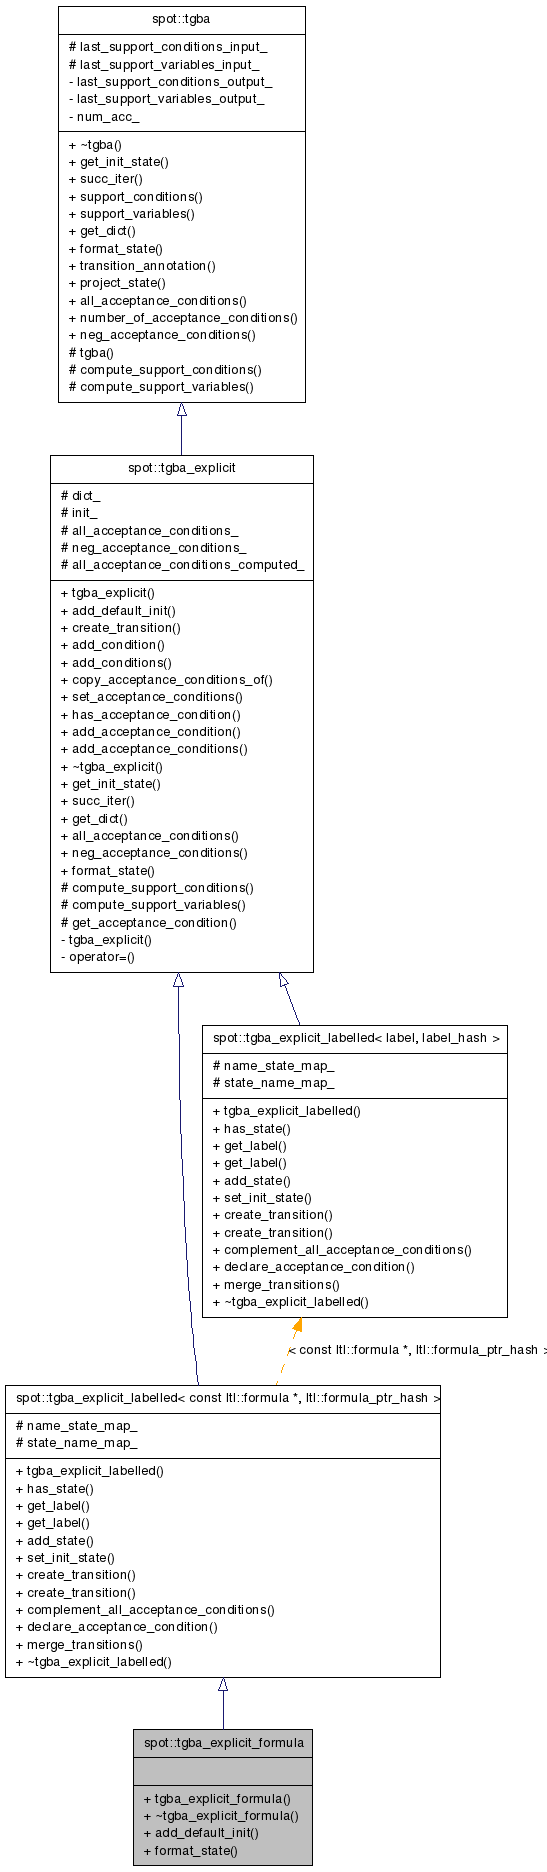 spot::tgba
# last_support_conditions_input_
# last_support_variables_input_
- last_support_conditions_output_
- last_support_variables_output_
- num_acc_
+ ~tgba()
+ get_init_state()
+ succ_iter()
+ support_conditions()
+ support_variables()
+ get_dict()
+ format_state()
+ transition_annotation()
+ project_state()
+ all_acceptance_conditions()
+ number_of_acceptance_conditions()
+ neg_acceptance_conditions()
# tgba()
# compute_support_conditions()
# compute_support_variables()
spot::tgba_explicit
# dict_
# init_
# all_acceptance_conditions_
# neg_acceptance_conditions_
# all_acceptance_conditions_computed_
+ tgba_explicit()
+ add_default_init()
+ create_transition()
+ add_condition()
+ add_conditions()
+ copy_acceptance_conditions_of()
+ set_acceptance_conditions()
+ has_acceptance_condition()
+ add_acceptance_condition()
+ add_acceptance_conditions()
+ ~tgba_explicit()
+ get_init_state()
+ succ_iter()
+ get_dict()
+ all_acceptance_conditions()
+ neg_acceptance_conditions()
+ format_state()
# compute_support_conditions()
# compute_support_variables()
# get_acceptance_condition()
- tgba_explicit()
- operator=()
spot::tgba_explicit_labelled< label, label_hash >
# name_state_map_
# state_name_map_
+ tgba_explicit_labelled()
+ has_state()
+ get_label()
+ get_label()
+ add_state()
+ set_init_state()
+ create_transition()
+ create_transition()
+ complement_all_acceptance_conditions()
+ declare_acceptance_condition()
+ merge_transitions()
+ ~tgba_explicit_labelled()
< const ltl::formula *, ltl::formula_ptr_hash >
spot::tgba_explicit_labelled< const ltl::formula *, ltl::formula_ptr_hash >
# name_state_map_
# state_name_map_
+ tgba_explicit_labelled()
+ has_state()
+ get_label()
+ get_label()
+ add_state()
+ set_init_state()
+ create_transition()
+ create_transition()
+ complement_all_acceptance_conditions()
+ declare_acceptance_condition()
+ merge_transitions()
+ ~tgba_explicit_labelled()
spot::tgba_explicit_formula
+ tgba_explicit_formula()
+ ~tgba_explicit_formula()
+ add_default_init()
+ format_state()